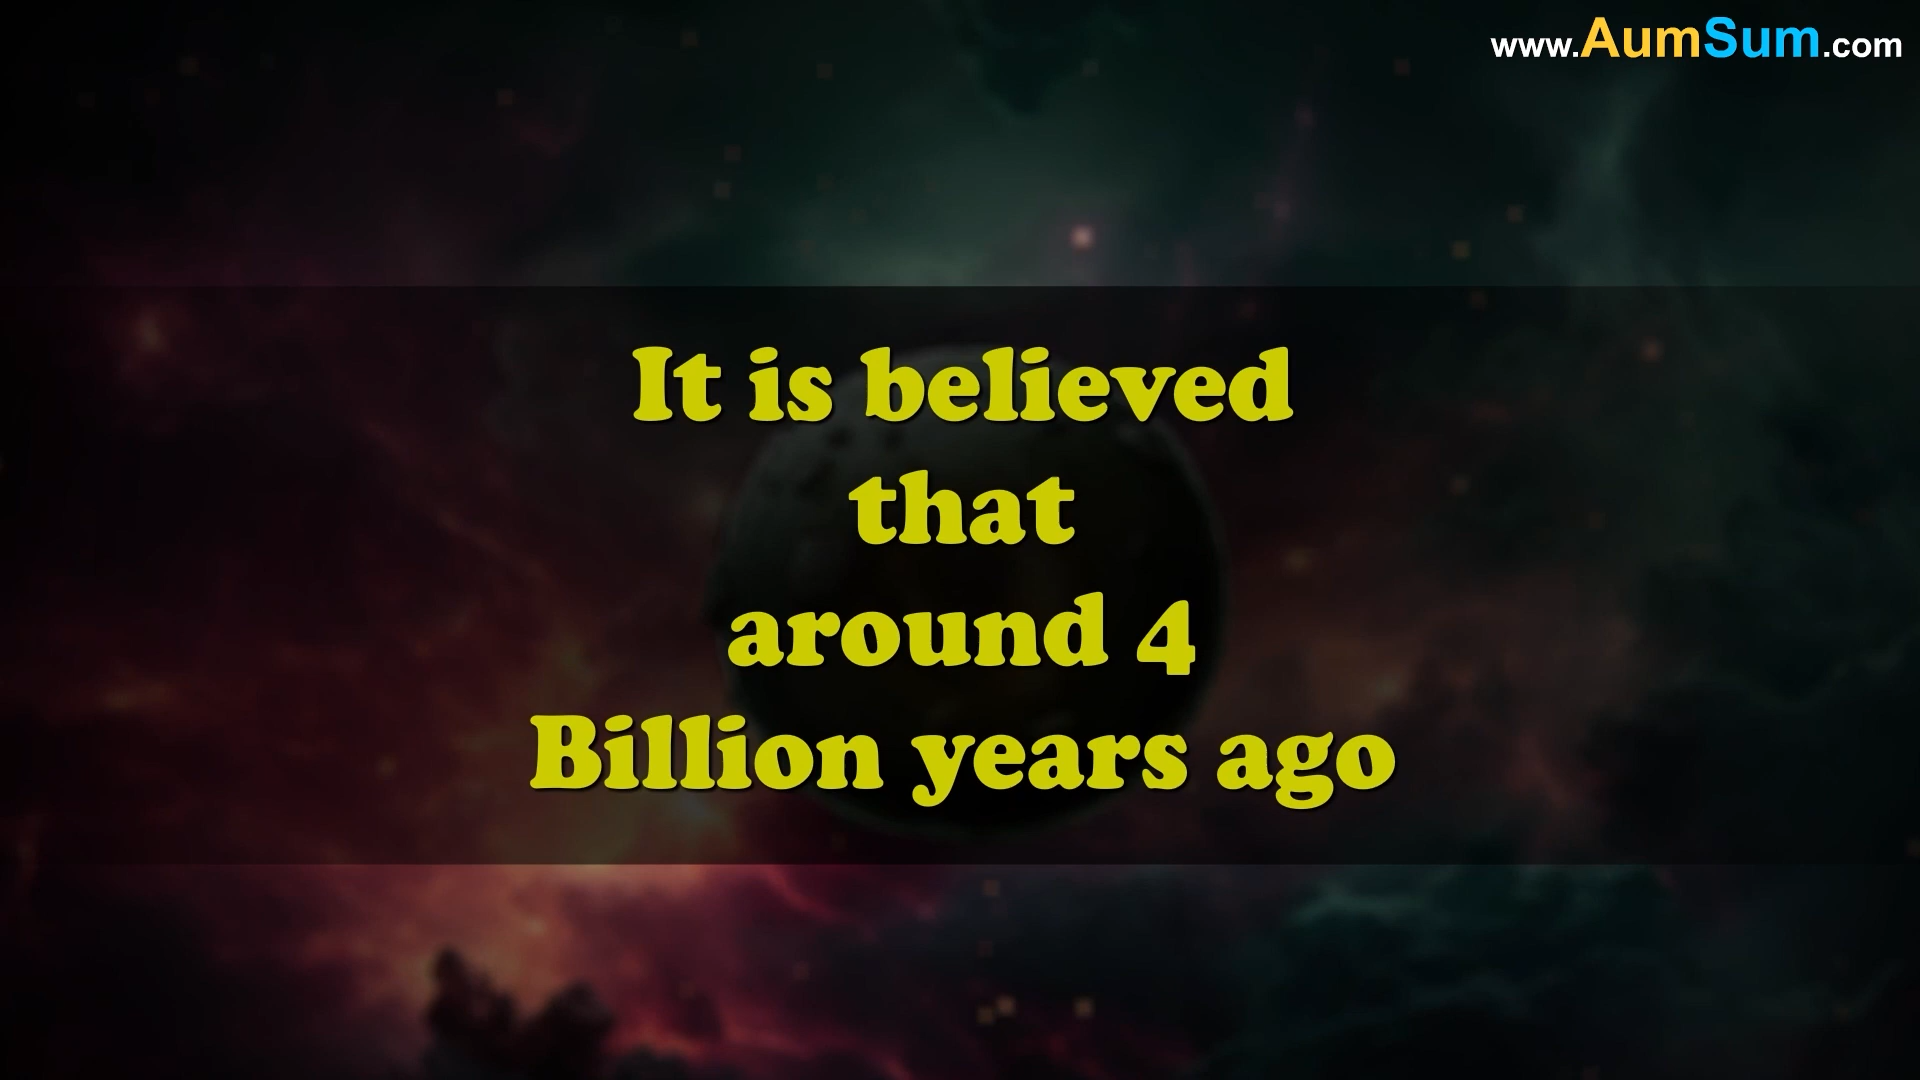 www.AumSum.com
It is believed
that
around 4
Billion years ago